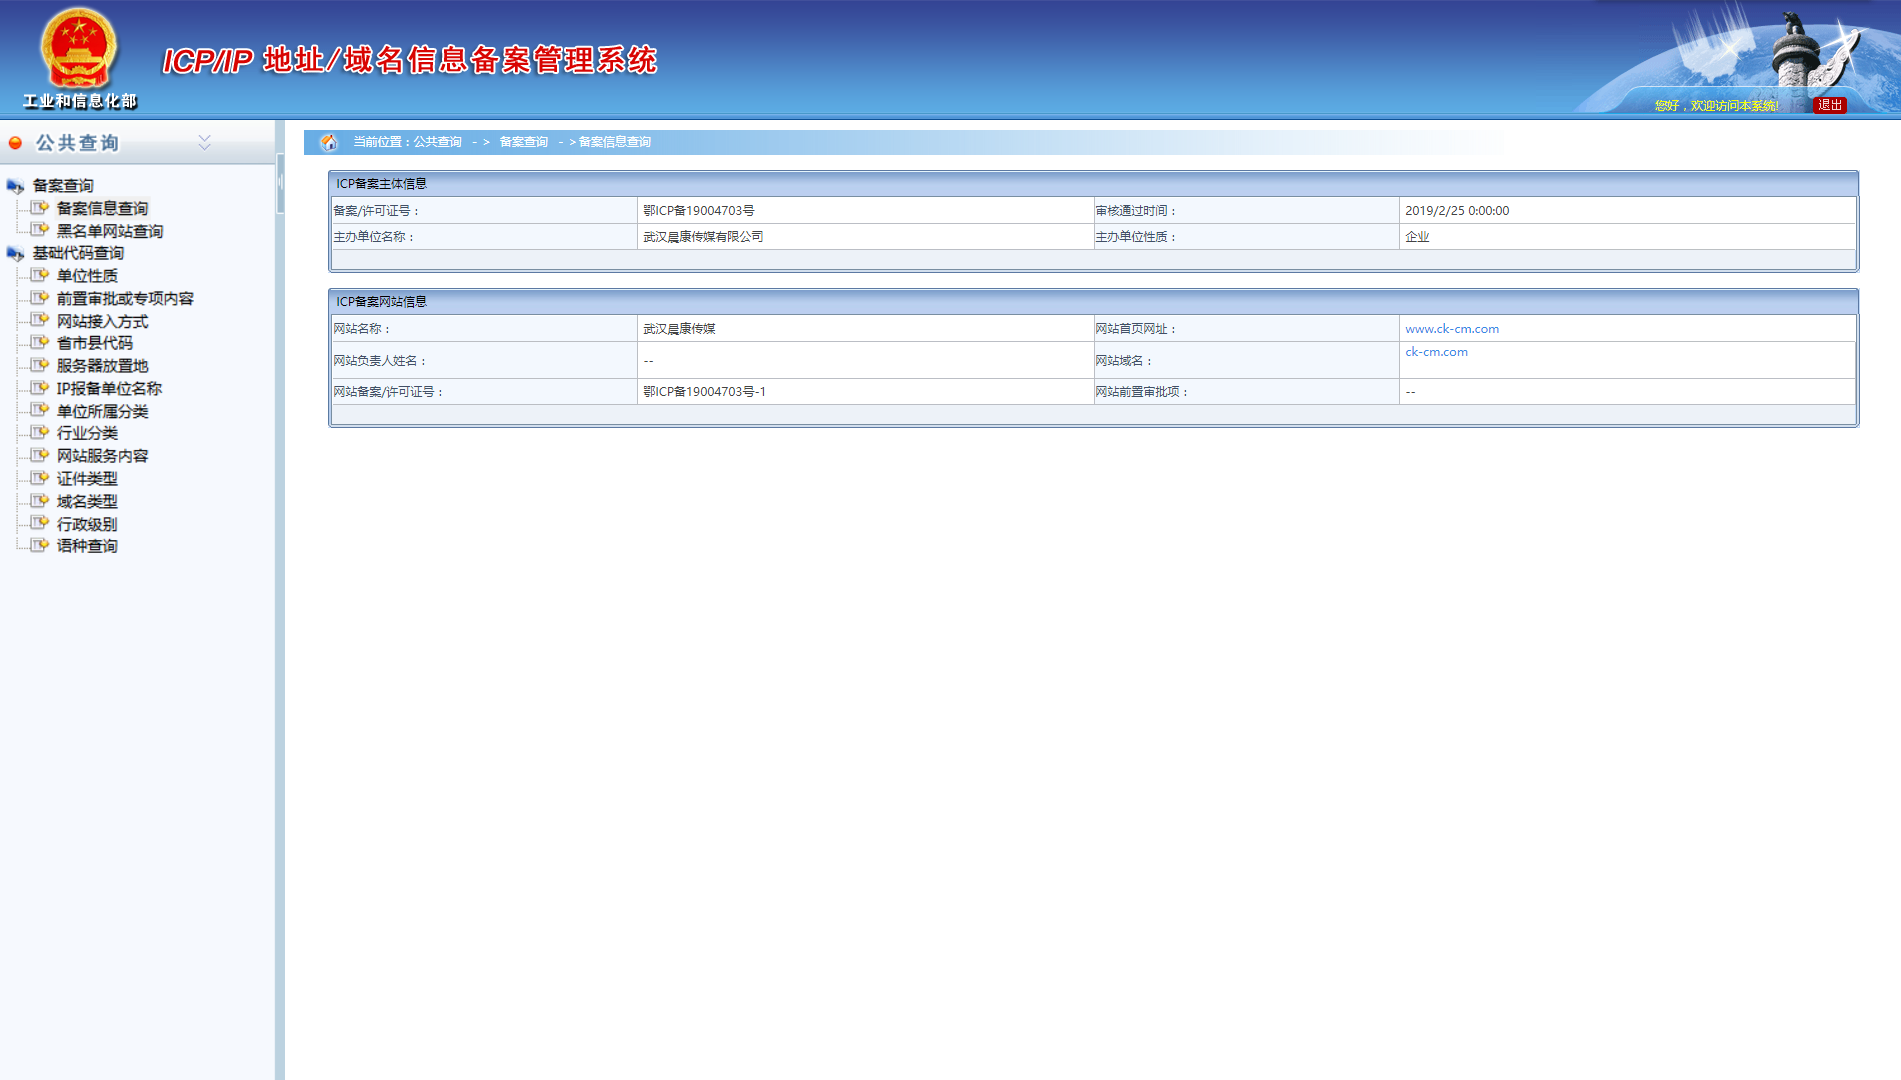 ICP/IP 地址/域名信息备案管理系统
工业和信息化部
您好，欢迎访问本系统! 退出
公共查询
备案查询
备案信息查询
黑名单网站查询
基础代码查询
单位性质
前置审批或专项内容
网站接入方式
省市县代码
服务器放置地
IP报备单位名称
单位所属分类
行业分类
网站服务内容
证件类型
域名类型
行政级别
语种查询
当前位置：公共查询 -> 备案查询 ->备案信息查询
ICP备案主体信息
备案/许可证号： 鄂ICP备19004703号 审核通过时间： 2019/2/25 0:00:00
主办单位名称： 武汉晨康传媒有限公司 主办单位性质： 企业
ICP备案网站信息
网站名称： 武汉晨康传媒 网站首页网址： www.ck-cm.com
网站负责人姓名： -- 网站域名： ck-cm.com
网站备案/许可证号： 鄂ICP备19004703号-1 网站前置审批项： --